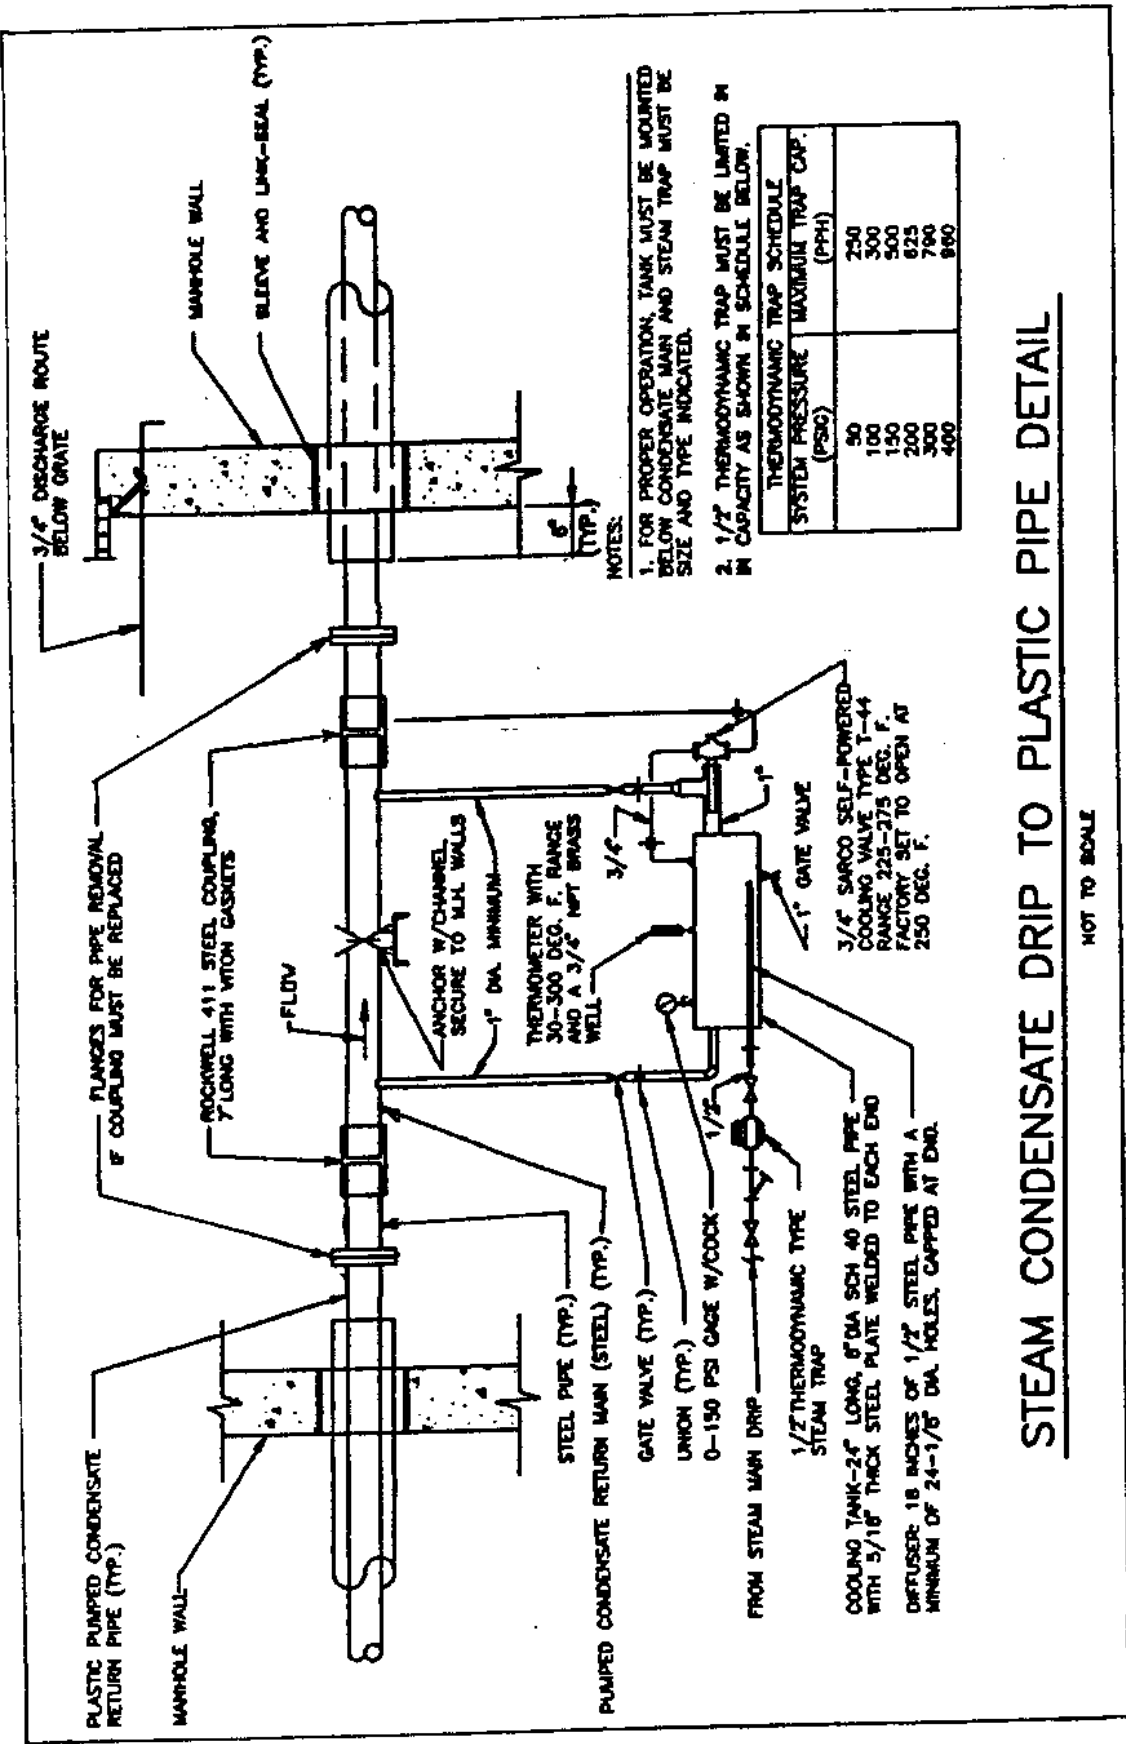 3/4" DISCHARGE ROUTE
BELOW GRATE
MANHOLE WALL
SLEEVE AND LINK-SEAL (TYP.)
FLANGES FOR PIPE REMOVAL
IF COUPLING MUST BE REPLACED
ROCKWELL 411 STEEL COUPLING,
7" LONG WITH VITON GASKETS
PLASTIC PUMPED CONDENSATE
RETURN PIPE (TYP.)
MANHOLE WALL
FLOW
ANCHOR W/CHANNEL
SECURE TO M.H. WALLS
1" DIA. MINIMUM
6"
(TYP.)
THERMOMETER WITH
30-300 DEG. F. RANGE
AND A 3/4" NPT BRASS
WELL
STEEL PIPE (TYP.)
PUMPED CONDENSATE RETURN MAIN (STEEL) (TYP.)
GATE VALVE (TYP.)
UNION (TYP.)
0-150 PSI GAGE W/COCK
1/2"
3/4"
1"
1" GATE VALVE
FROM STEAM MAIN DRIP
1/2" THERMODYNAMIC TYPE
STEAM TRAP
3/4" SARCO SELF-POWERED
COOLING VALVE TYPE T-44
RANGE 225-275 DEG. F.
FACTORY SET TO OPEN AT
250 DEG. F.
COOLING TANK-24" LONG, 8" DIA SCH 40 STEEL PIPE
WITH 5/16" THICK STEEL PLATE WELDED TO EACH END
DIFFUSER: 18 INCHES OF 1/2" STEEL PIPE WITH A
MINIMUM OF 24-1/8" DIA. HOLES, CAPPED AT END.
NOTES:
1. FOR PROPER OPERATION, TANK MUST BE MOUNTED
BELOW CONDENSATE MAIN AND STEAM TRAP MUST BE
SIZE AND TYPE INDICATED.
2. 1/2" THERMODYNAMIC TRAP MUST BE LIMITED IN
IN CAPACITY AS SHOWN IN SCHEDULE BELOW.
THERMODYNAMIC TRAP SCHEDULE
SYSTEM PRESSURE MAXIMUM TRAP CAP.
(PSIG) (PPH)
50 250
100 300
150 500
200 625
300 790
400 960
STEAM CONDENSATE DRIP TO PLASTIC PIPE DETAIL
NOT TO SCALE